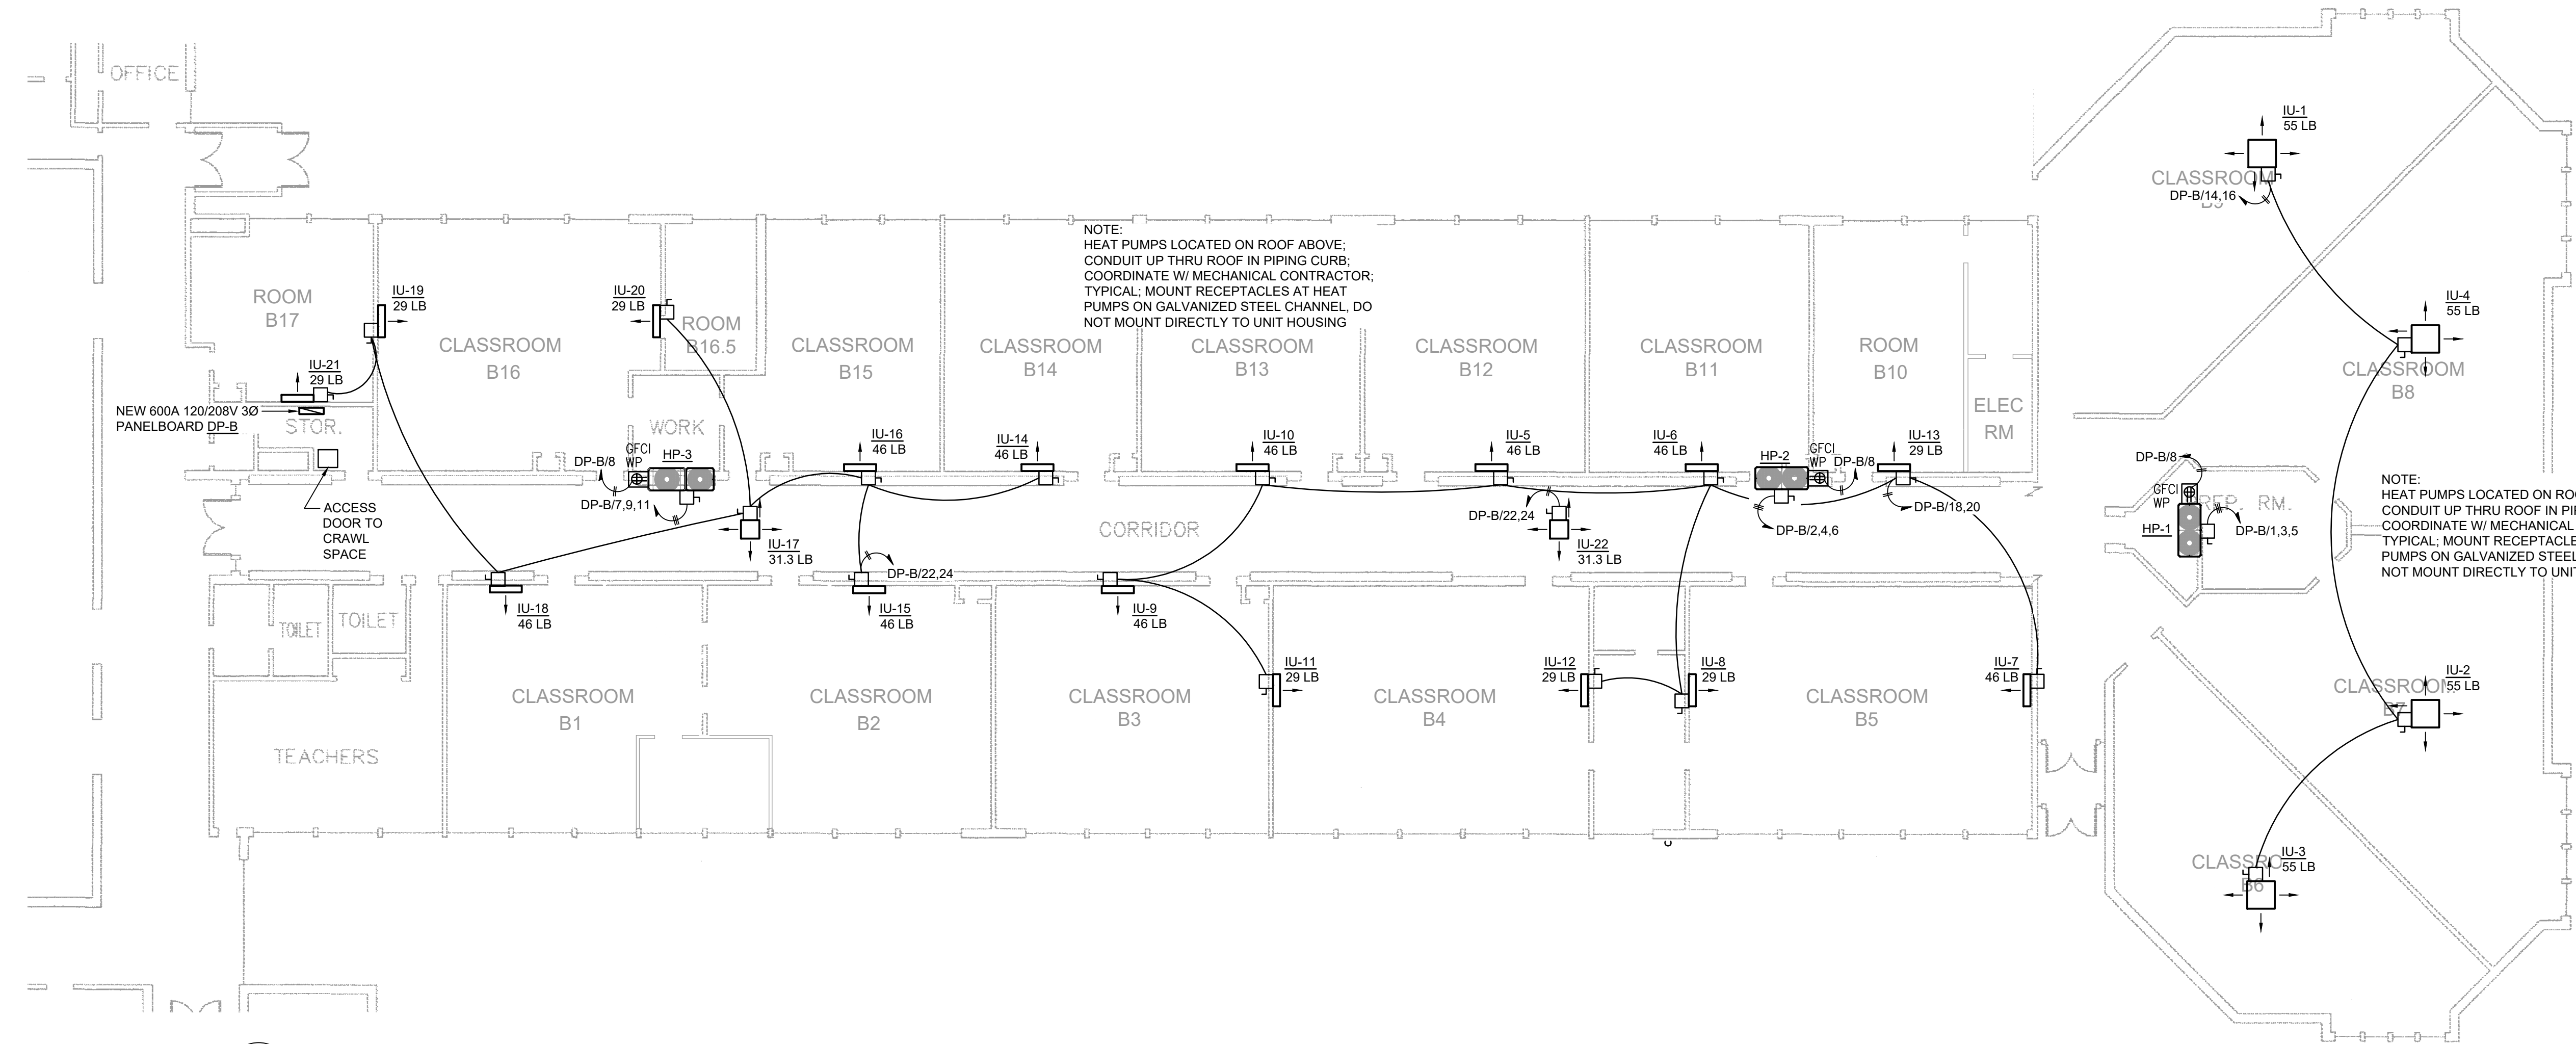 OFFICE
IU-1
55 LB
CLASSROOM
DP-B/14,16
NOTE:
HEAT PUMPS LOCATED ON ROOF ABOVE;
CONDUIT UP THRU ROOF IN PIPING CURB;
COORDINATE W/ MECHANICAL CONTRACTOR;
TYPICAL; MOUNT RECEPTACLES AT HEAT
PUMPS ON GALVANIZED STEEL CHANNEL, DO
NOT MOUNT DIRECTLY TO UNIT HOUSING
ROOM
B17
IU-19
29 LB
IU-20
29 LB
ROOM
B16.5
IU-4
55 LB
CLASSROOM
B16
CLASSROOM
B15
CLASSROOM
B14
CLASSROOM
B13
CLASSROOM
B12
CLASSROOM
B11
ROOM
B10
CLASSROOM
B8
IU-21
29 LB
NEW 600A 120/208V 3Ø
PANELBOARD DP-B
STOR.
WORK
ELEC
RM
IU-16
46 LB
IU-14
46 LB
IU-10
46 LB
IU-5
46 LB
IU-6
46 LB
IU-13
29 LB
DP-B/8
GFCI
WP
HP-3
DP-B/7,9,11
HP-2
GFCI
WP
DP-B/8
DP-B/18,20
DP-B/2,4,6
DP-B/22,24
DP-B/8
GFCI
WP
HP-1
PREP. RM.
DP-B/1,3,5
NOTE:
HEAT PUMPS LOCATED ON ROO
CONDUIT UP THRU ROOF IN PIP
COORDINATE W/ MECHANICAL
TYPICAL; MOUNT RECEPTACLE
PUMPS ON GALVANIZED STEEL
NOT MOUNT DIRECTLY TO UNIT
ACCESS
DOOR TO
CRAWL
SPACE
CORRIDOR
IU-17
31.3 LB
IU-22
31.3 LB
DP-B/22,24
IU-18
46 LB
IU-15
46 LB
IU-9
46 LB
TOILET
TOILET
IU-11
29 LB
IU-12
29 LB
IU-8
29 LB
IU-7
46 LB
IU-2
55 LB
CLASSROOM
B1
CLASSROOM
B2
CLASSROOM
B3
CLASSROOM
B4
CLASSROOM
B5
CLASSROOM
B7
TEACHERS
IU-3
55 LB
CLASSRO
B6